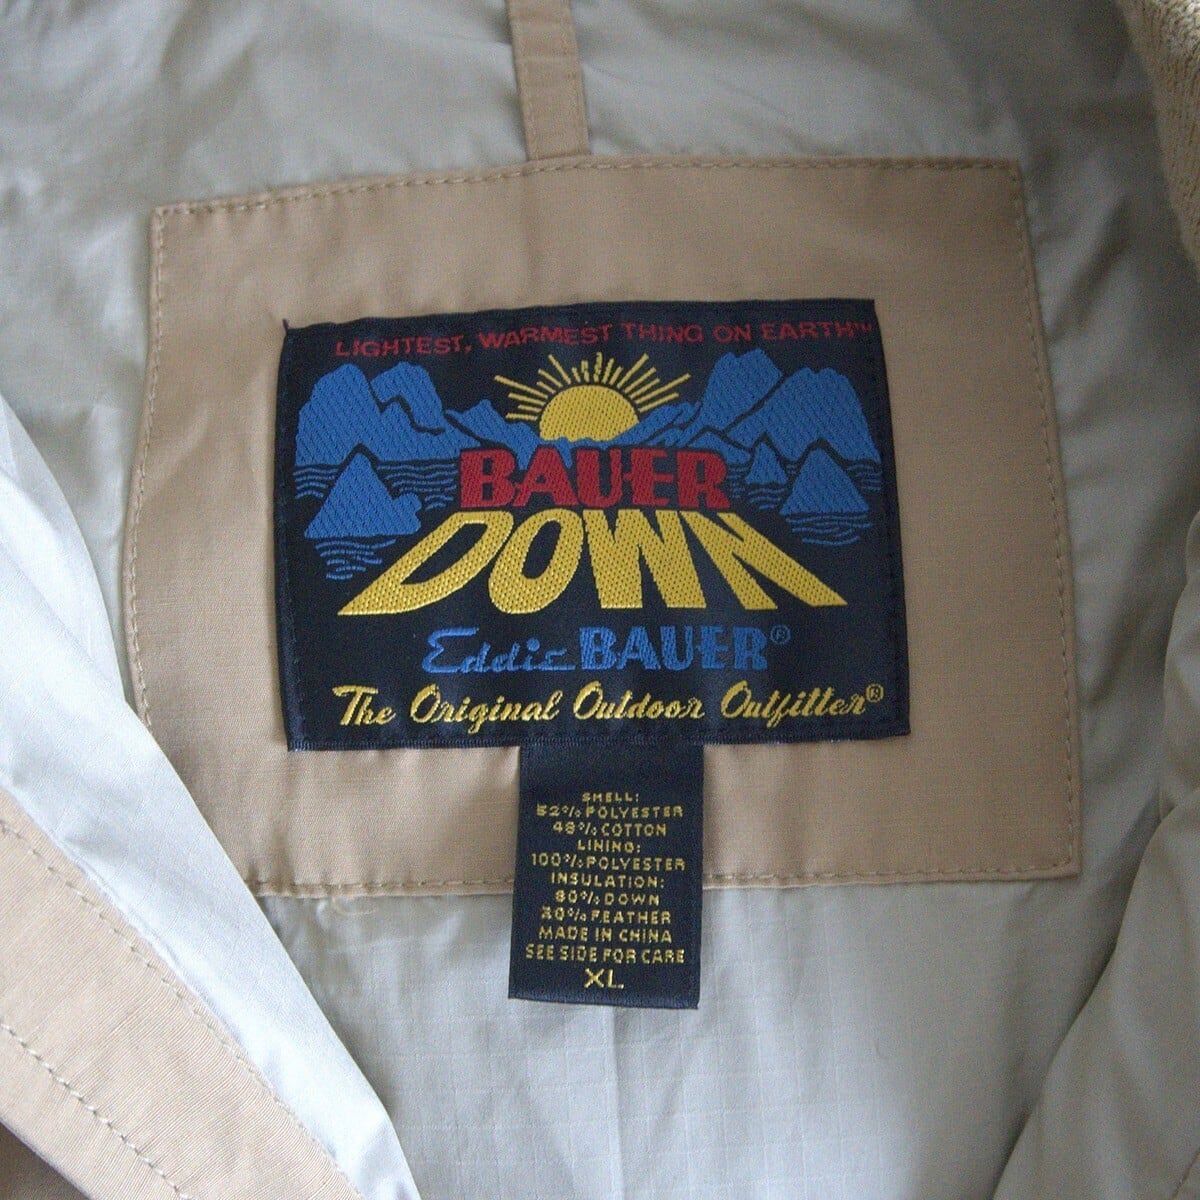 LIGHTEST, WARMEST THING ON EARTH™
BAUER
DOWN
Eddie BAUER®
The Original Outdoor Outfitter®
SHELL:
52% POLYESTER
48% COTTON
LINING:
100% POLYESTER
INSULATION:
80% DOWN
20% FEATHER
MADE IN CHINA
SEE SIDE FOR CARE
XL